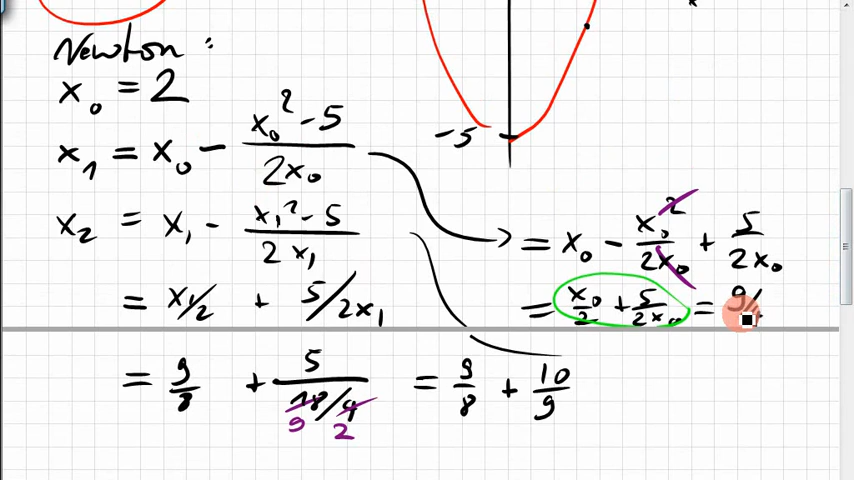 Newton :
x₀ = 2
x₁ = x₀ − (x₀² − 5)/(2x₀)
−5
= x₀ − x₀²/(2x₀) + 5/(2x₀)
x₂ = x₁ − (x₁² − 5)/(2x₁)
= x₀/2 + 5/(2x₀) = 9/
= x₁/2 + 5/2x₁
= 9/8 + 5/(18/4) = 9/8 + 10/9
9 2